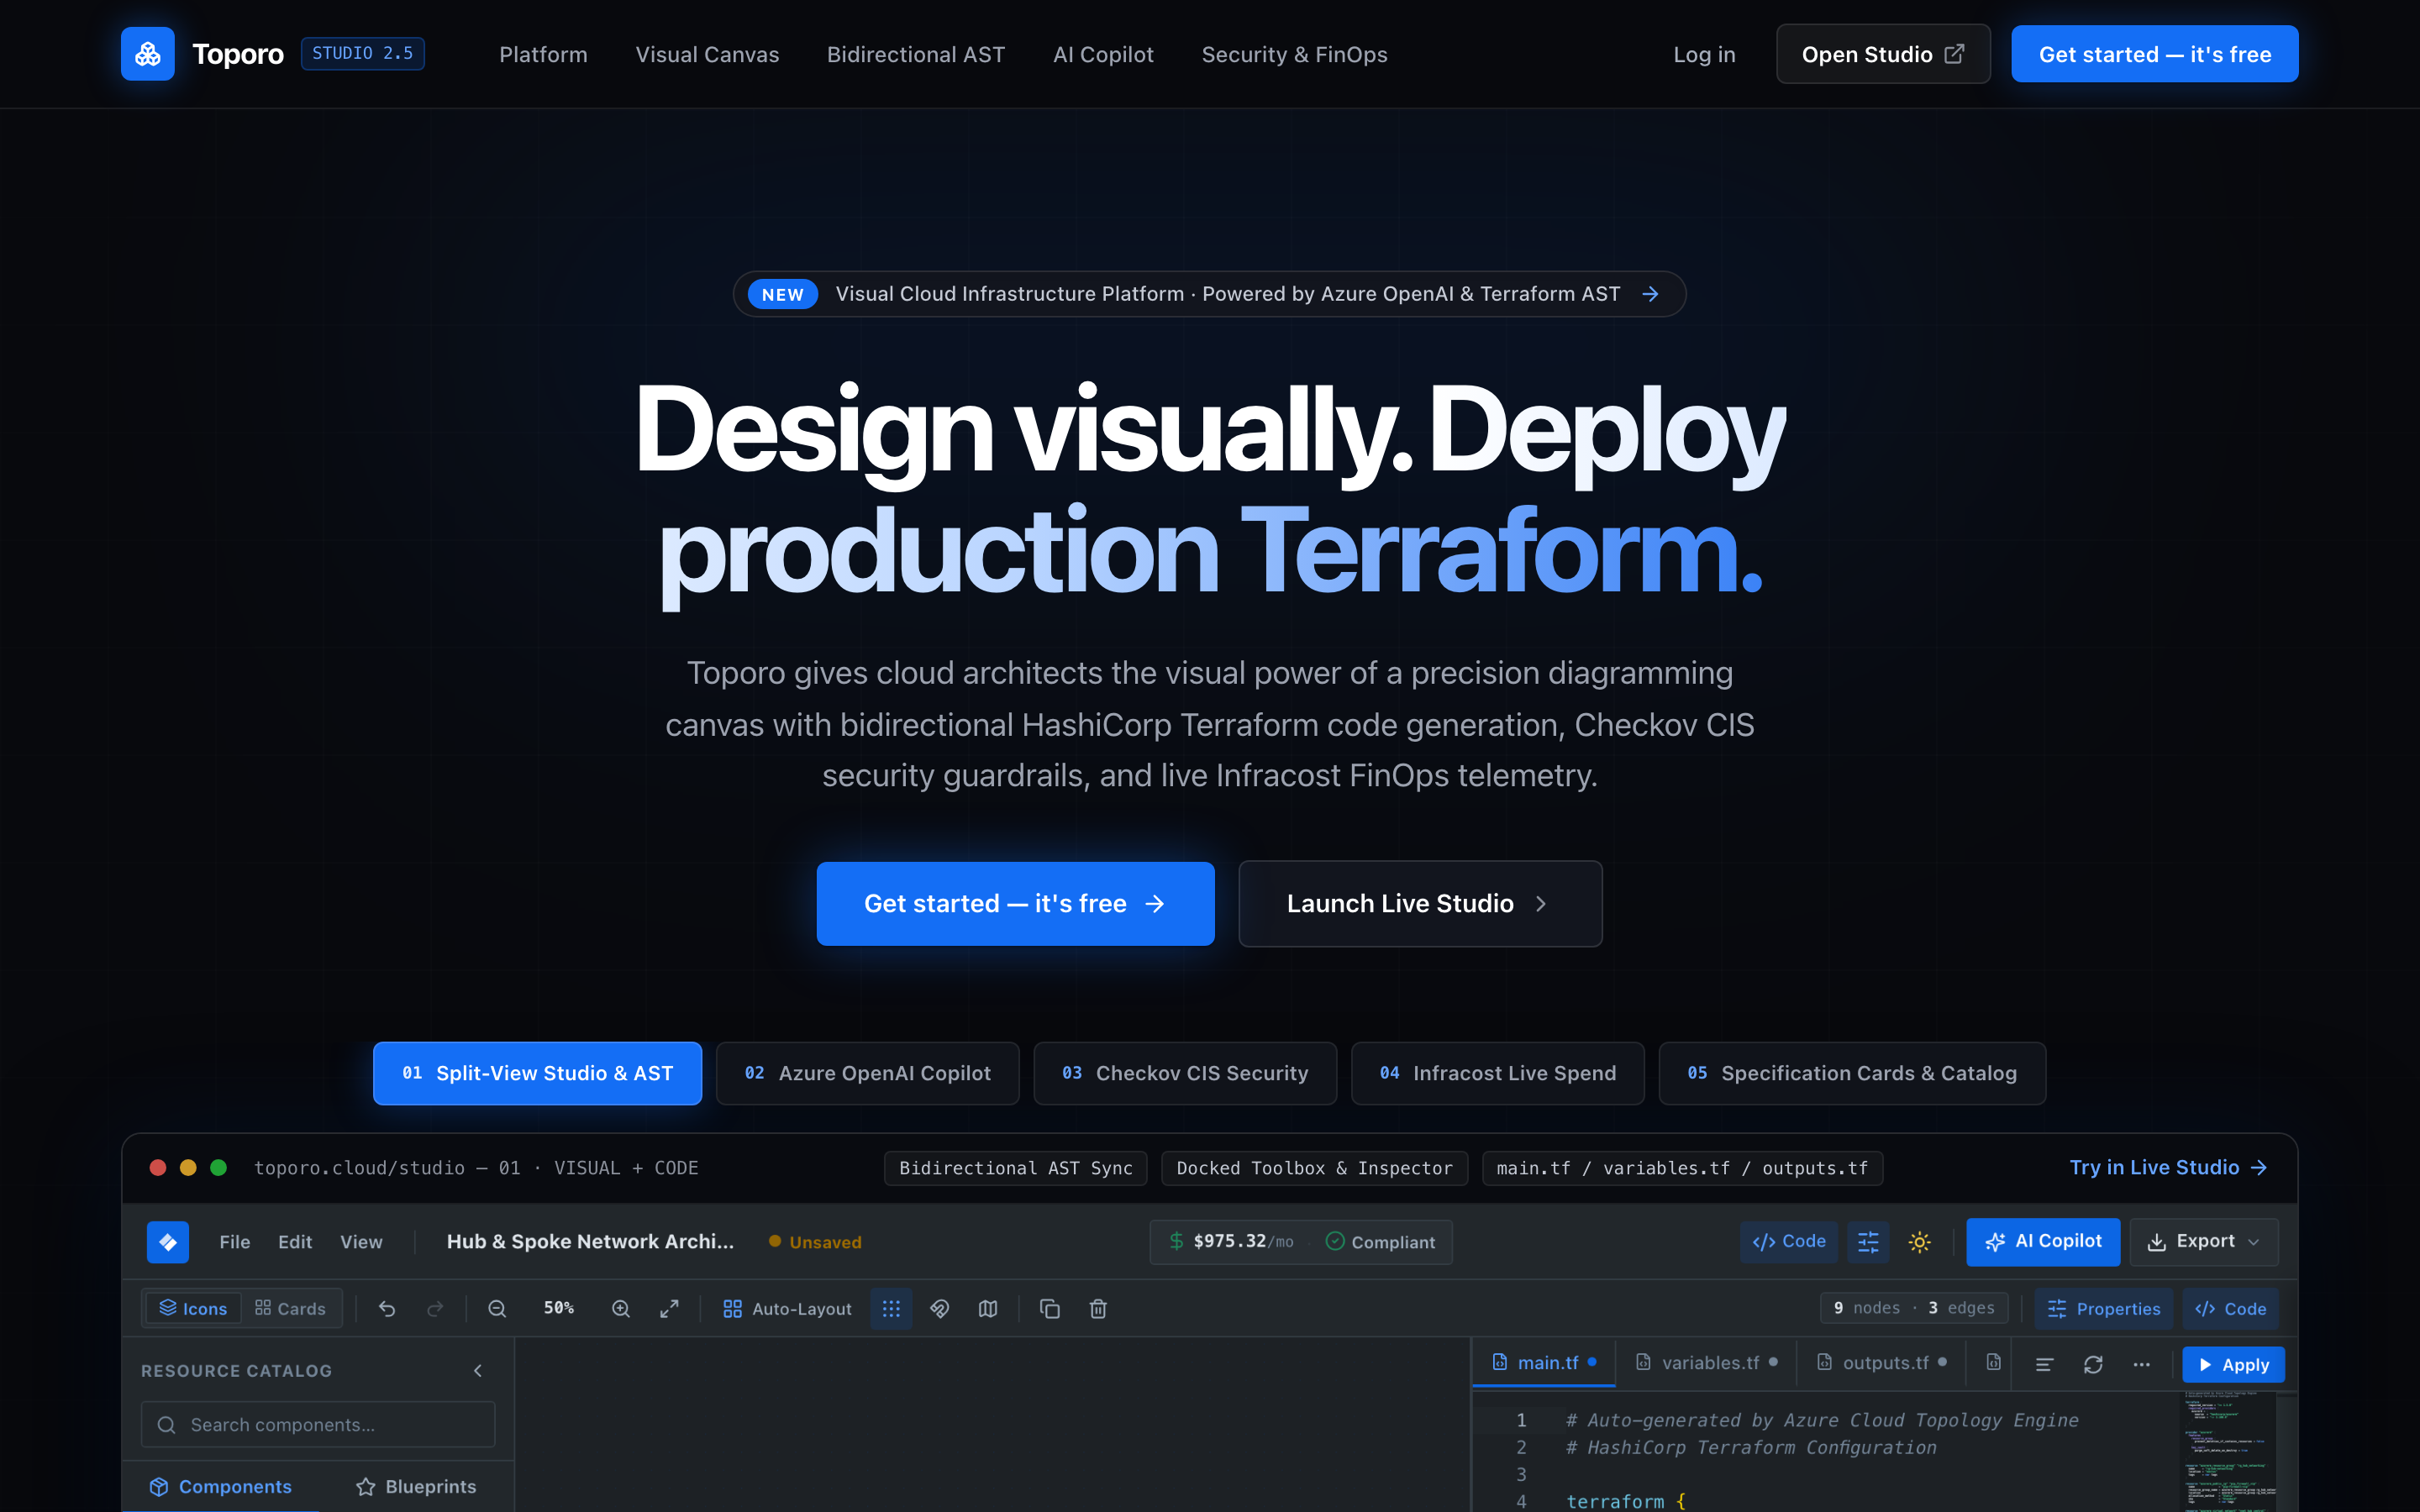 Toporo STUDIO 2.5 Platform Visual Canvas Bidirectional AST AI Copilot Security & FinOps Log in Open Studio Get started — it's free
NEW Visual Cloud Infrastructure Platform · Powered by Azure OpenAI & Terraform AST →
Design visually. Deploy
production Terraform.
Toporo gives cloud architects the visual power of a precision diagramming
canvas with bidirectional HashiCorp Terraform code generation, Checkov CIS
security guardrails, and live Infracost FinOps telemetry.
Get started — it's free → Launch Live Studio
01 Split-View Studio & AST 02 Azure OpenAI Copilot 03 Checkov CIS Security 04 Infracost Live Spend 05 Specification Cards & Catalog
toporo.cloud/studio — 01 · VISUAL + CODE Bidirectional AST Sync Docked Toolbox & Inspector main.tf / variables.tf / outputs.tf Try in Live Studio →
File Edit View Hub & Spoke Network Archi... Unsaved $975.32/mo · Compliant </> Code AI Copilot Export
Icons Cards 50% Auto-Layout 9 nodes · 3 edges Properties </> Code
RESOURCE CATALOG main.tf variables.tf outputs.tf Apply
Search components...
1 # Auto-generated by Azure Cloud Topology Engine
2 # HashiCorp Terraform Configuration
3
Components Blueprints
4 terraform {